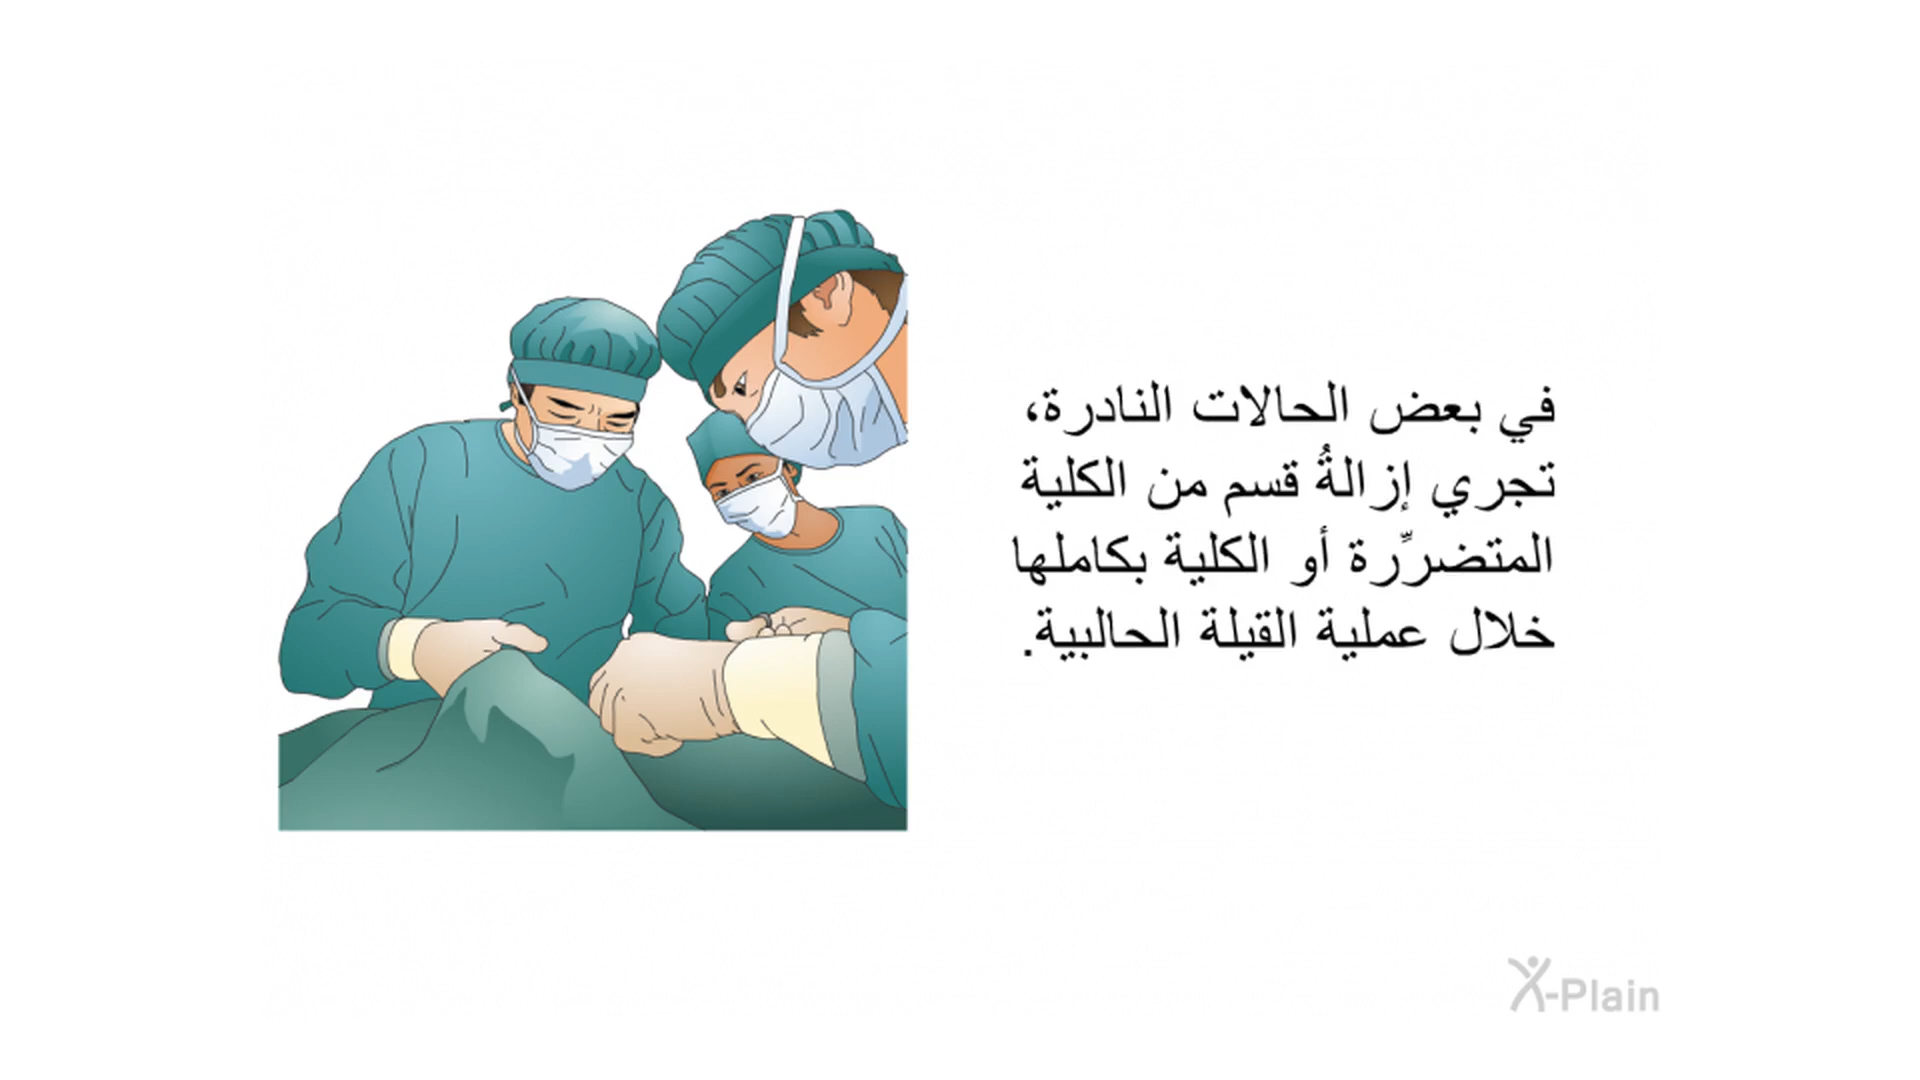 في بعض الحالات النادرة،
تجري إزالةُ قسم من الكلية
المتضرِّرة أو الكلية بكاملها
خلال عملية القيلة الحالبية.
X-Plain